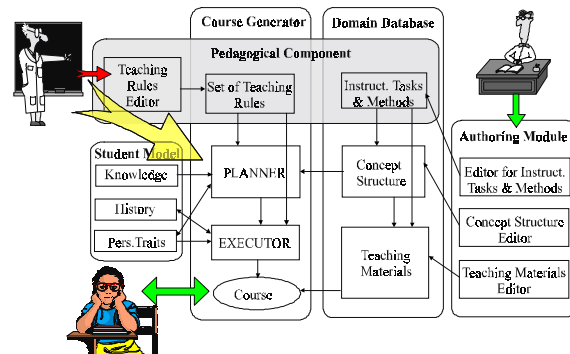 Course Generator
Domain Database
Pedagogical Component
Teaching
Rules
Editor
Set of Teaching
Rules
Instruct. Tasks
& Methods
Authoring Module
Student Model
Knowledge
History
Pers.Traits
PLANNER
EXECUTOR
Course
Concept
Structure
Teaching
Materials
Editor for Instruct.
Tasks & Methods
Concept Structure
Editor
Teaching Materials
Editor